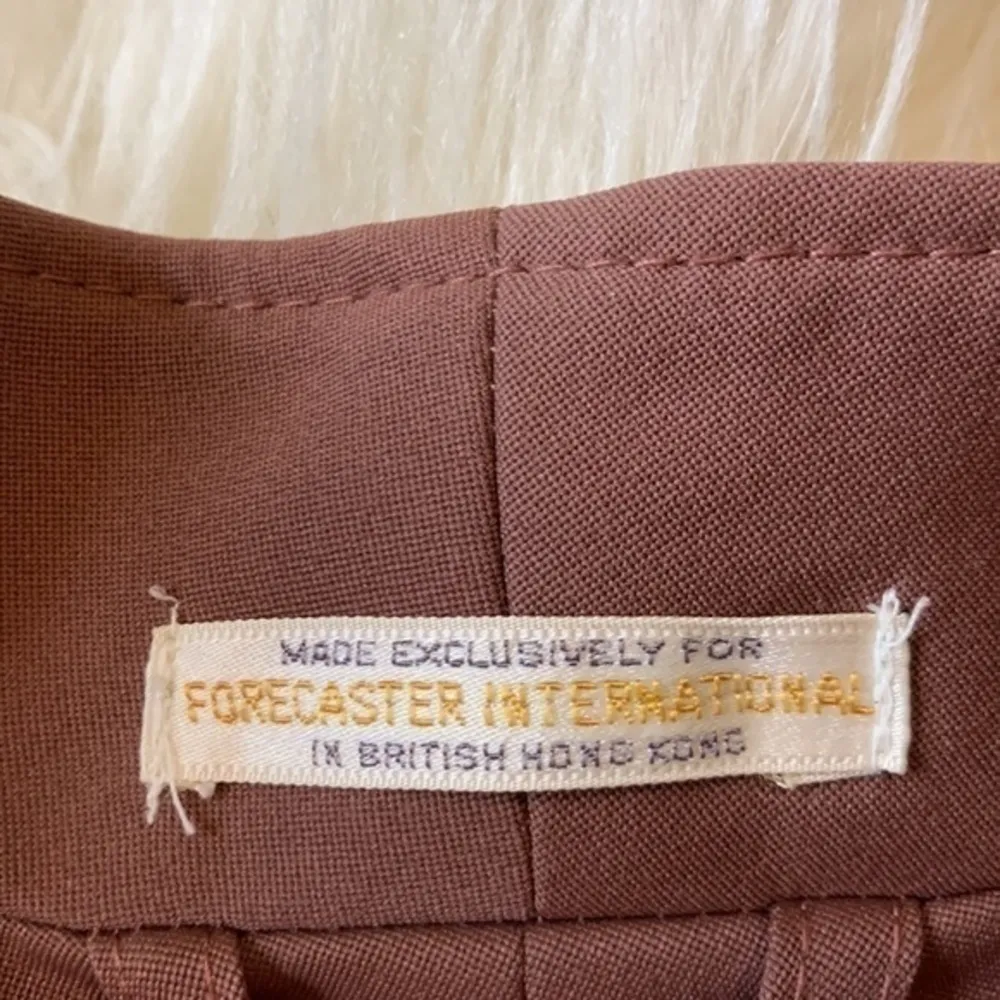 MADE EXCLUSIVELY FOR
FORECASTER INTERNATIONAL
IN BRITISH HONG KONG